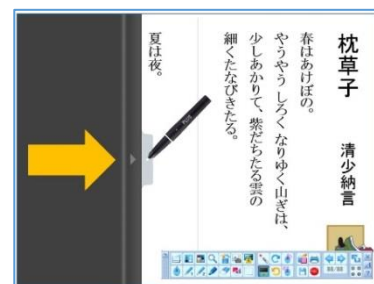 枕草子　清少納言
春はあけぼの。
やうやうしろくなりゆく山ぎは、
少しあかりて、紫だちたる雲の
細くたなびきたる。
夏は夜。